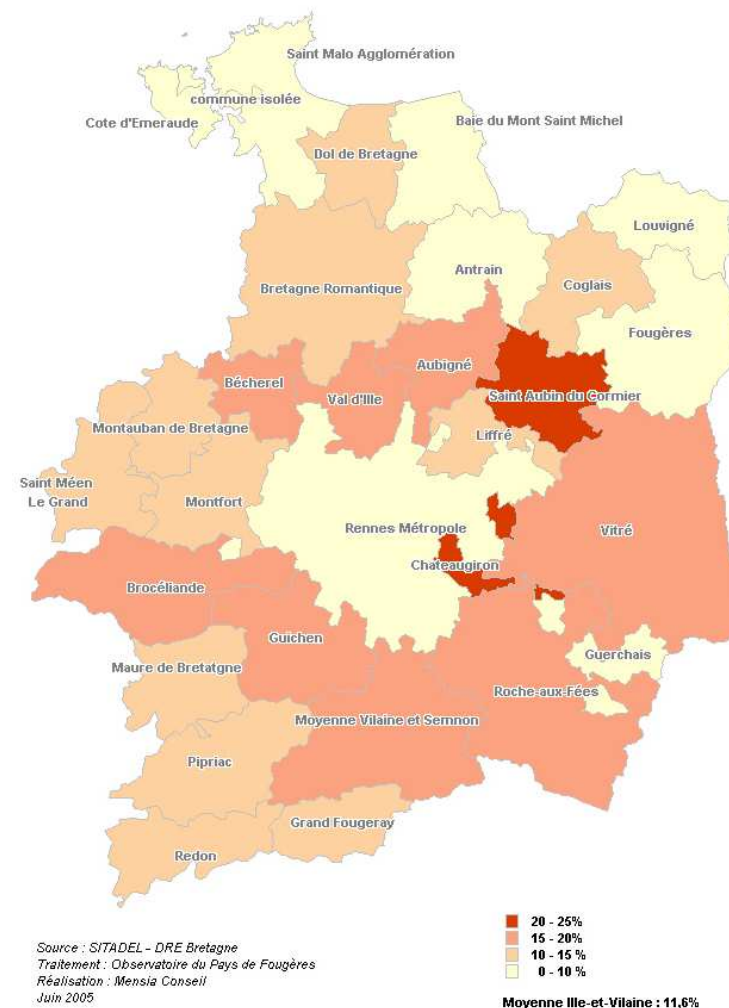 Saint Malo Agglomération
commune isolée
Cote d'Emeraude
Baie du Mont Saint Michel
Dol de Bretagne
Louvigné
Antrain
Coglais
Bretagne Romantique
Fougères
Aubigné
Bécherel
Val d'Ille
Saint Aubin du Cormier
Montauban de Bretagne
Liffré
Saint Méen
Le Grand
Montfort
Rennes Métropole
Vitré
Chateaugiron
Brocéliande
Guichen
Guerchais
Maure de Bretatgne
Roche-aux-Fées
Moyenne Vilaine et Semnon
Pipriac
Grand Fougeray
Redon
20 - 25%
15 - 20%
10 - 15 %
0 - 10 %
Source : SITADEL - DRE Bretagne
Traitement : Observatoire du Pays de Fougères
Réalisation : Mensia Conseil
Juin 2005
Moyenne Ille-et-Vilaine : 11,6%